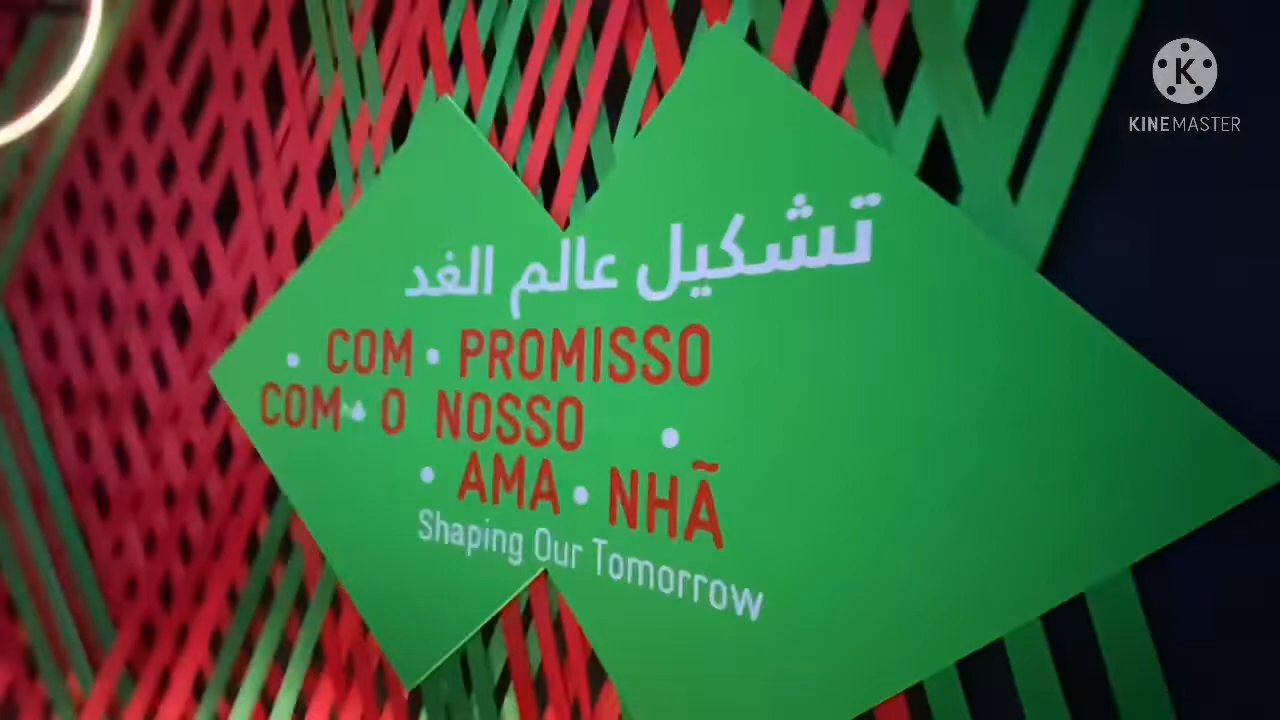 تشكيل عالم الغد
COM · PROMISSO
COM · O NOSSO
AMA · NHÃ
Shaping Our Tomorrow
K
KINEMASTER